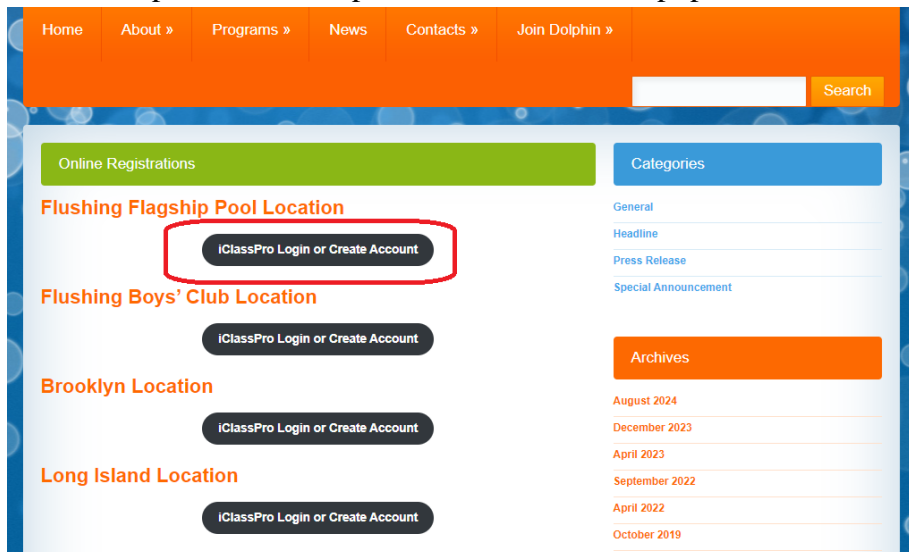 Home About » Programs » News Contacts » Join Dolphin »
Search
Online Registrations
Flushing Flagship Pool Location
iClassPro Login or Create Account
Flushing Boys' Club Location
iClassPro Login or Create Account
Brooklyn Location
iClassPro Login or Create Account
Long Island Location
iClassPro Login or Create Account
Categories
General
Headline
Press Release
Special Announcement
Archives
August 2024
December 2023
April 2023
September 2022
April 2022
October 2019